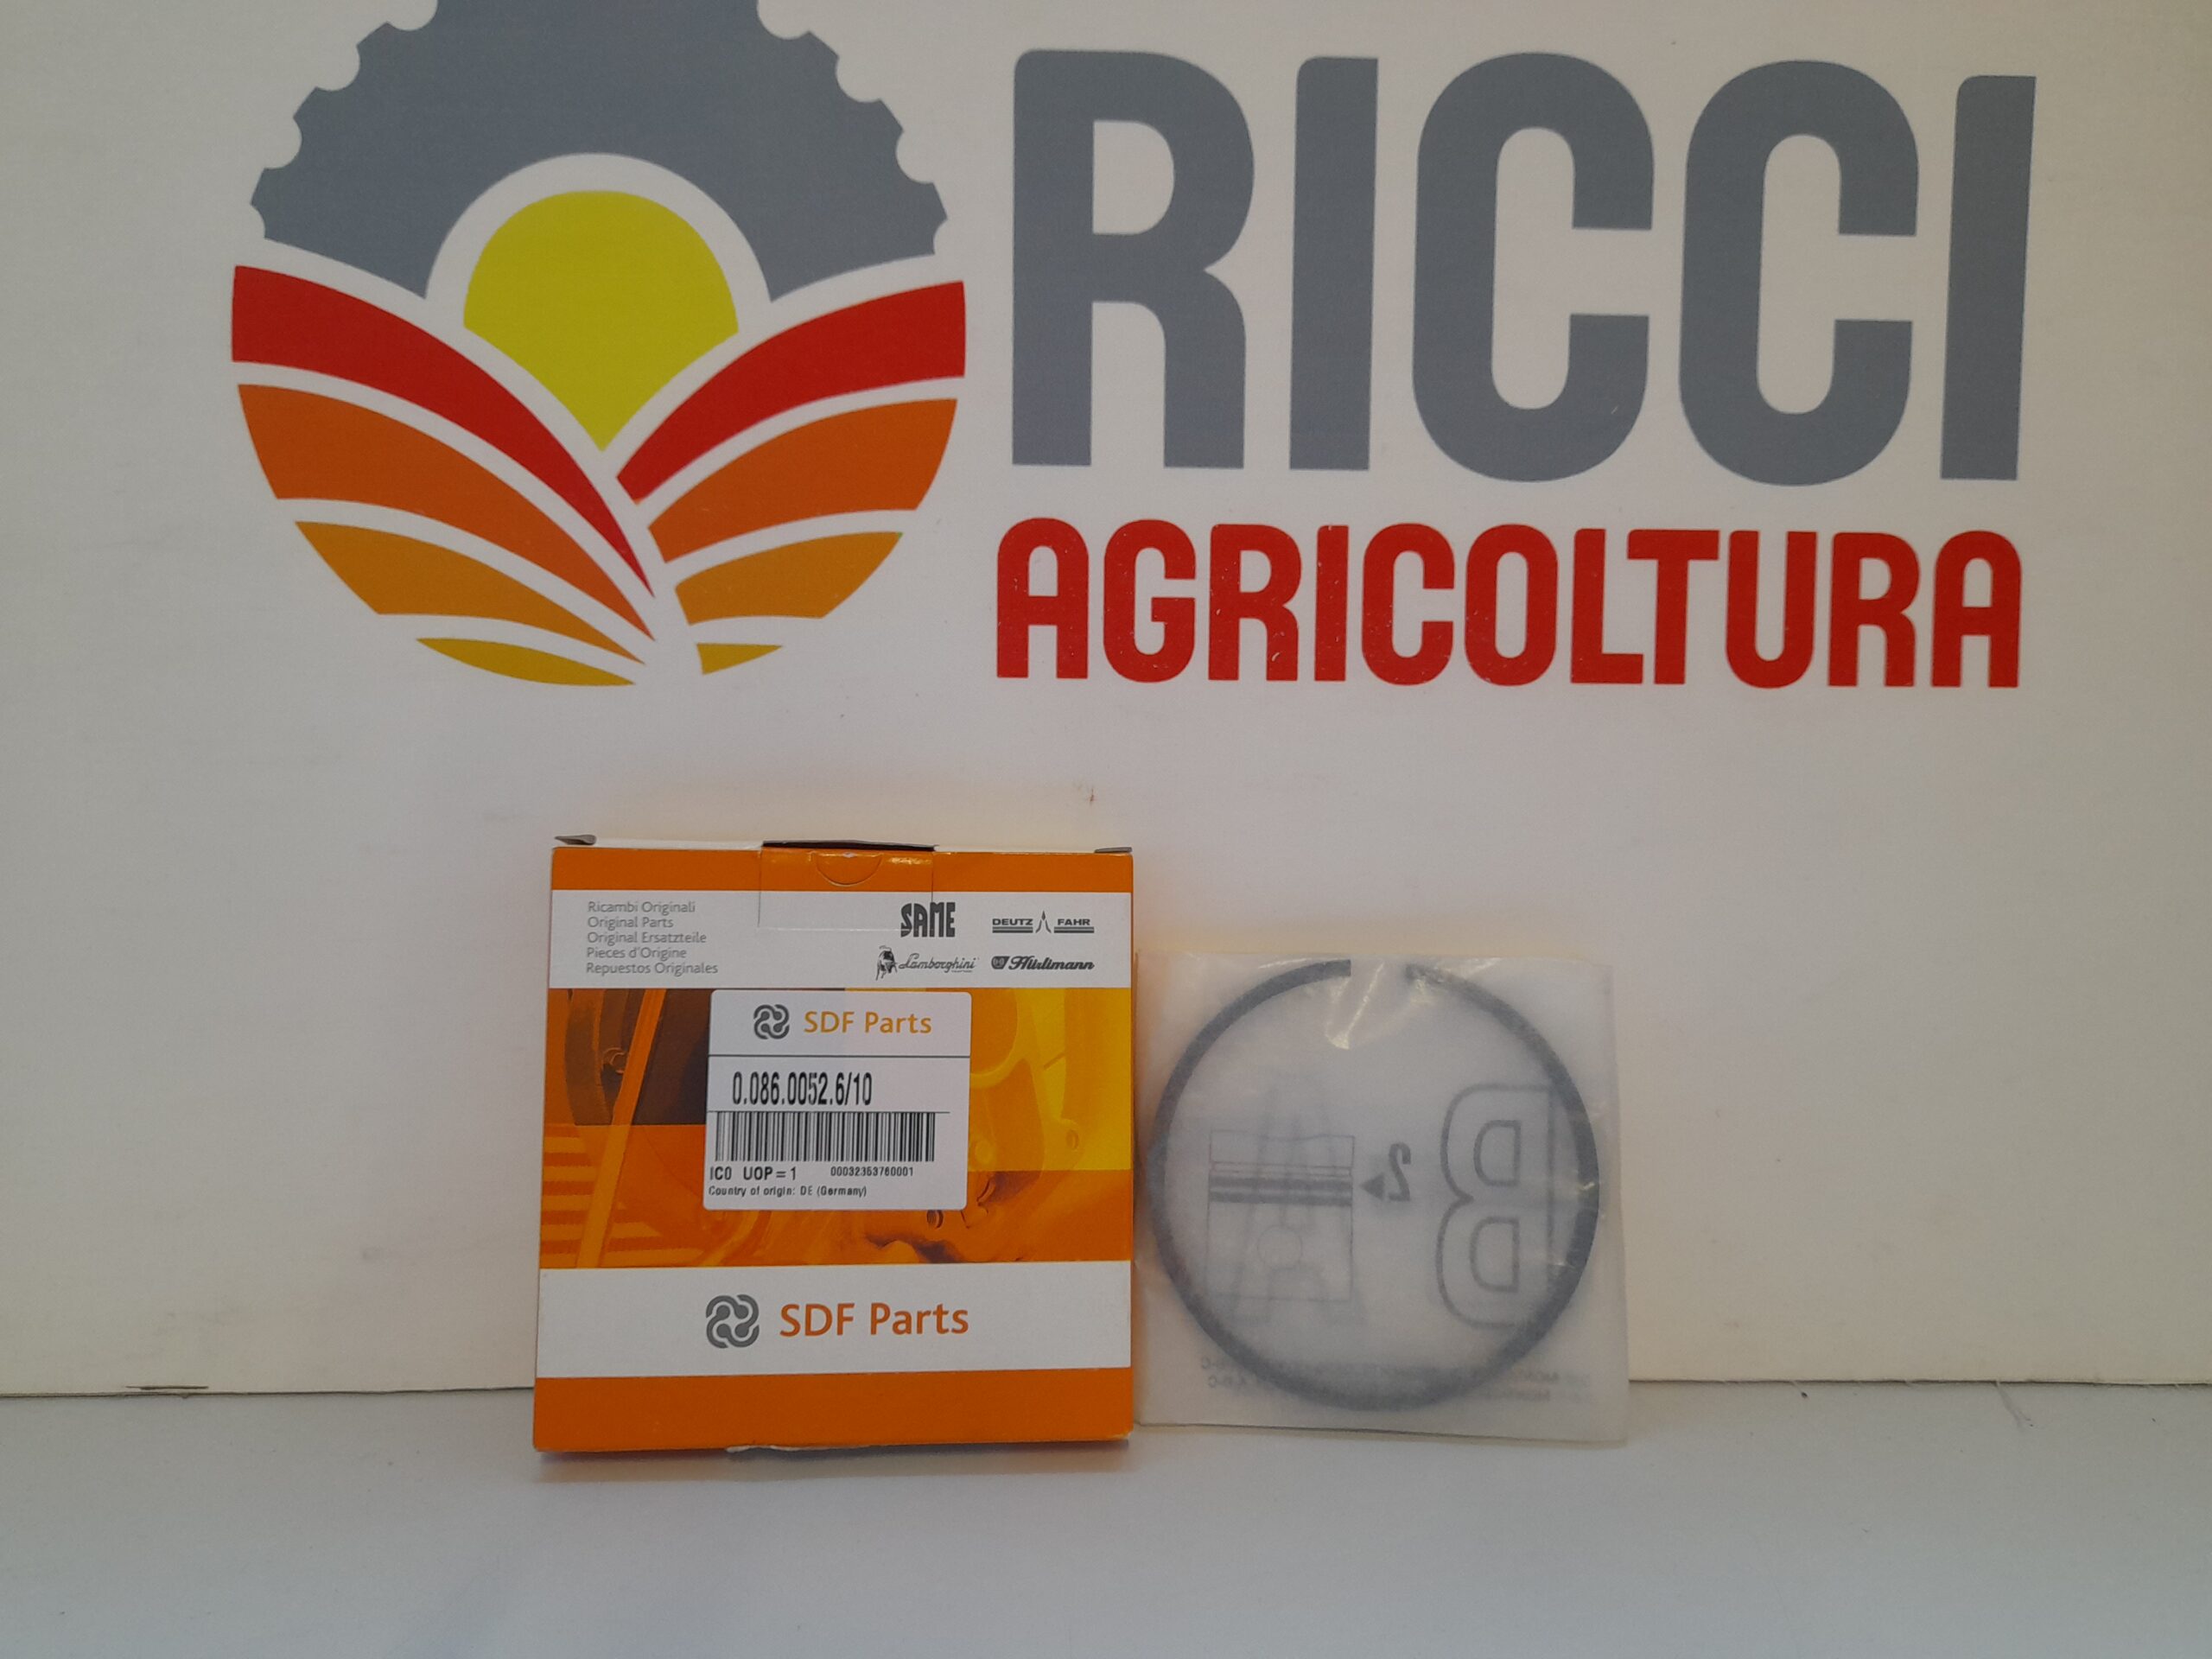 RICCI
AGRICOLTURA
Ricambi Originali
Original Parts
Original Ersatzteile
Pieces d'Origine
Repuestos Originales
SAME
DEUTZ FAHR
Lamborghini
Hürlimann
SDF Parts
0.086.0052.6/10
IC0 UOP = 1 00032353760001
Country of origin: DE (Germany)
SDF Parts
2
B